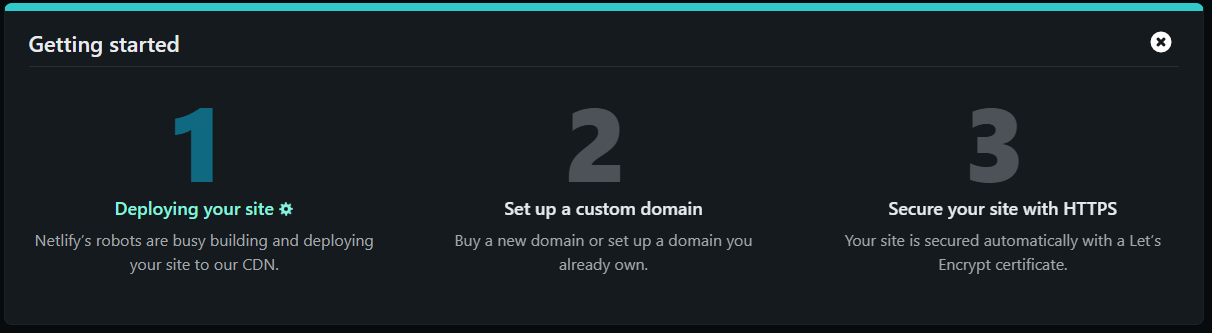 Getting started
1
Deploying your site
Netlify’s robots are busy building and deploying
your site to our CDN.
2
Set up a custom domain
Buy a new domain or set up a domain you
already own.
3
Secure your site with HTTPS
Your site is secured automatically with a Let’s
Encrypt certificate.